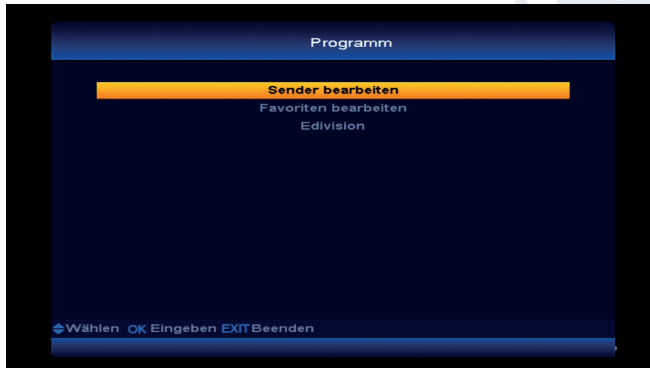 Programm
Sender bearbeiten
Favoriten bearbeiten
Edivision
Wählen OK Eingeben EXIT Beenden